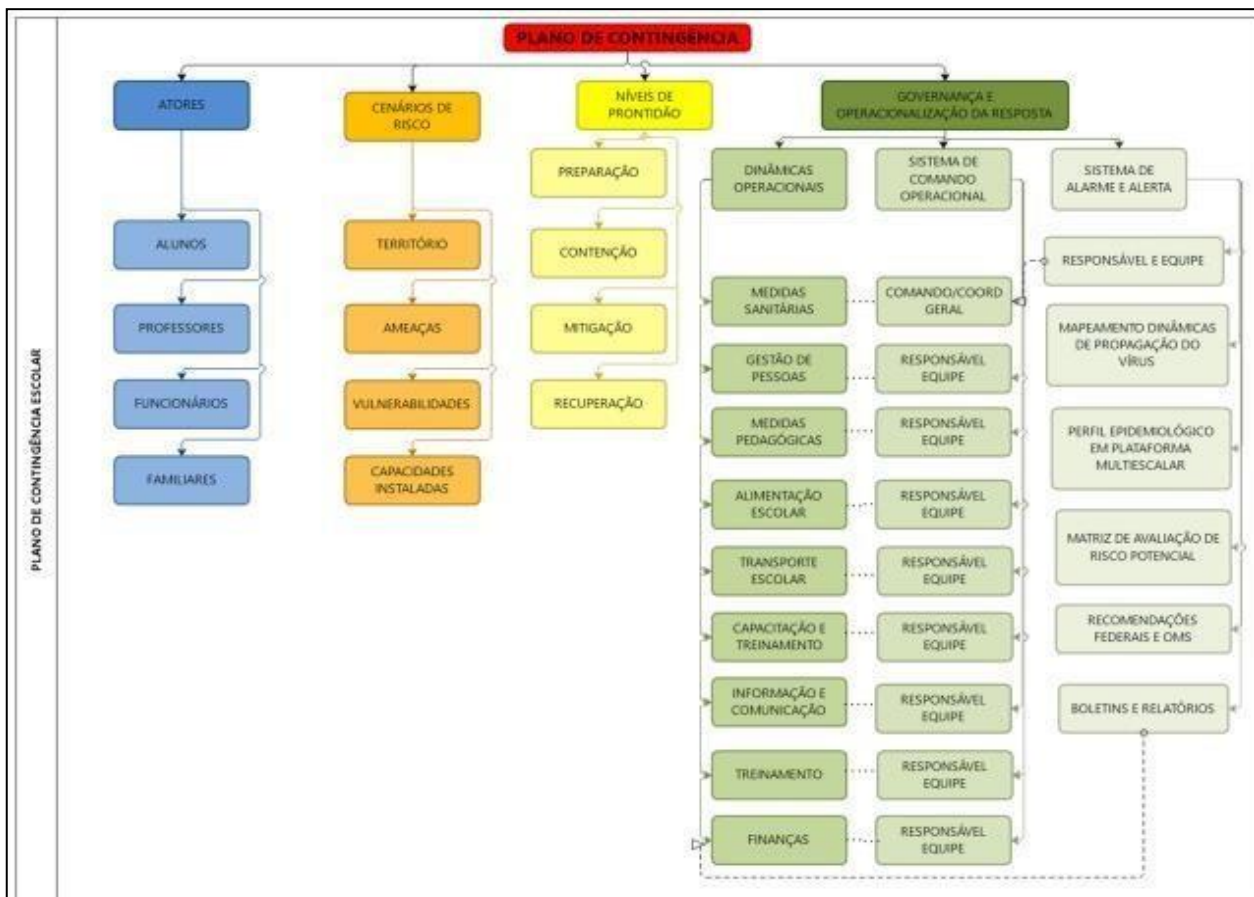 PLANO DE CONTINGÊNCIA ESCOLAR
PLANO DE CONTINGÊNCIA
ATORES
ALUNOS
PROFESSORES
FUNCIONÁRIOS
FAMILIARES
CENÁRIOS DE
RISCO
TERRITÓRIO
AMEAÇAS
VULNERABILIDADES
CAPACIDADES
INSTALADAS
NÍVEIS DE
PRONTIDÃO
PREPARAÇÃO
CONTENÇÃO
MITIGAÇÃO
RECUPERAÇÃO
GOVERNANÇA E
OPERACIONALIZAÇÃO DA RESPOSTA
DINÂMICAS
OPERACIONAIS
MEDIDAS
SANITÁRIAS
GESTÃO DE
PESSOAS
MEDIDAS
PEDAGÓGICAS
ALIMENTAÇÃO
ESCOLAR
TRANSPORTE
ESCOLAR
CAPACITAÇÃO E
TREINAMENTO
INFORMAÇÃO E
COMUNICAÇÃO
TREINAMENTO
FINANÇAS
SISTEMA DE
COMANDO
OPERACIONAL
COMANDO/COORD
GERAL
RESPONSÁVEL
EQUIPE
RESPONSÁVEL
EQUIPE
RESPONSÁVEL
EQUIPE
RESPONSÁVEL
EQUIPE
RESPONSÁVEL
EQUIPE
RESPONSÁVEL
EQUIPE
RESPONSÁVEL
EQUIPE
RESPONSÁVEL
EQUIPE
SISTEMA DE
ALARME E ALERTA
RESPONSÁVEL E EQUIPE
MAPEAMENTO DINÂMICAS
DE PROPAGAÇÃO DO
VÍRUS
PERFIL EPIDEMIOLÓGICO
EM PLATAFORMA
MULTIESCALAR
MATRIZ DE AVALIAÇÃO DE
RISCO POTENCIAL
RECOMENDAÇÕES
FEDERAIS E OMS
BOLETINS E RELATÓRIOS